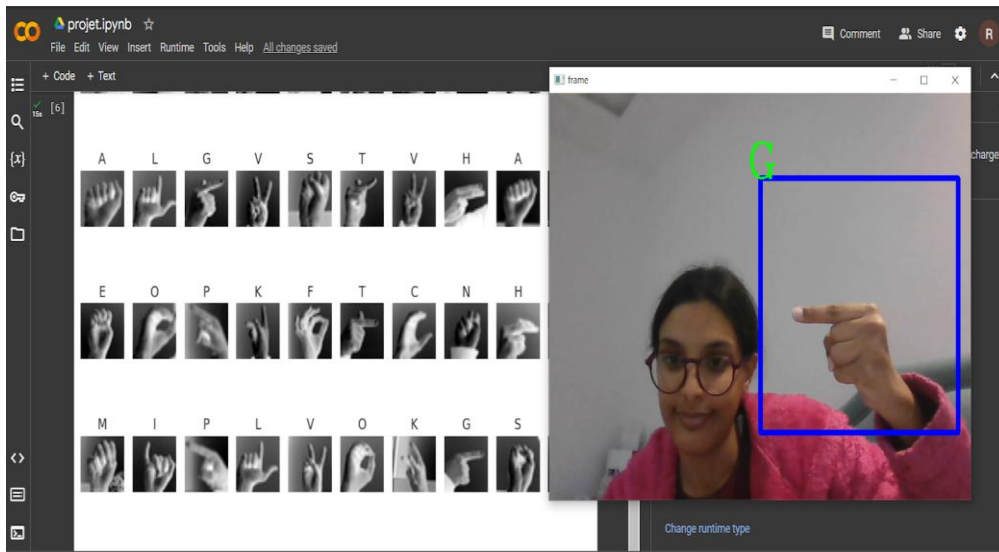 projet.ipynb
File Edit View Insert Runtime Tools Help All changes saved
Comment Share R
+ Code + Text
frame
15s [6]
{x}
charge
A L G V S T V H A
G
E O P K F T C N H
M I P L V O K G S
Change runtime type